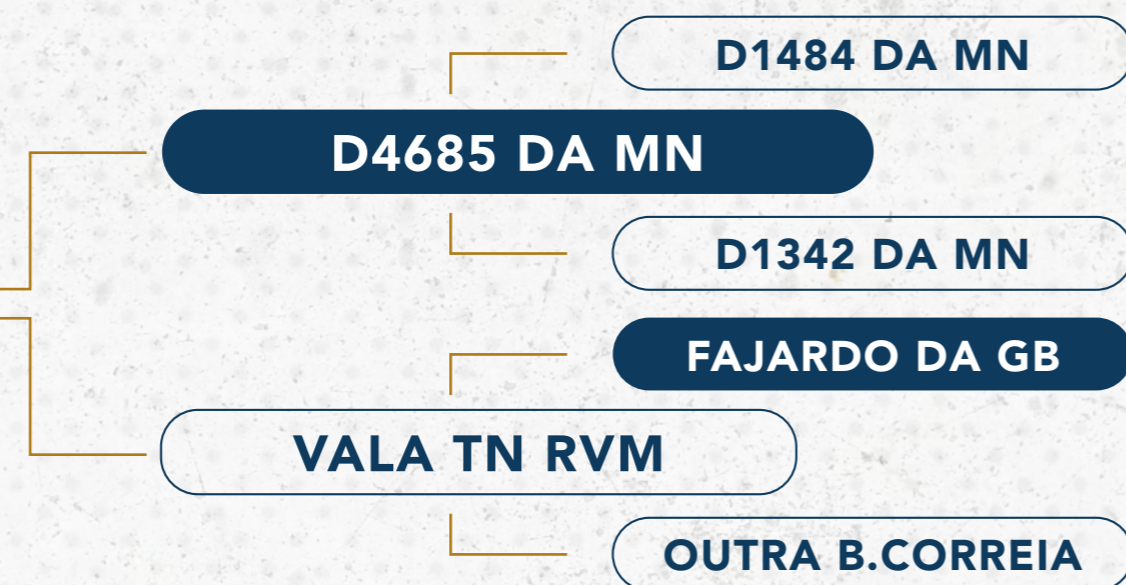 D1484 DA MN
D4685 DA MN
D1342 DA MN
FAJARDO DA GB
VALA TN RVM
OUTRA B.CORREIA